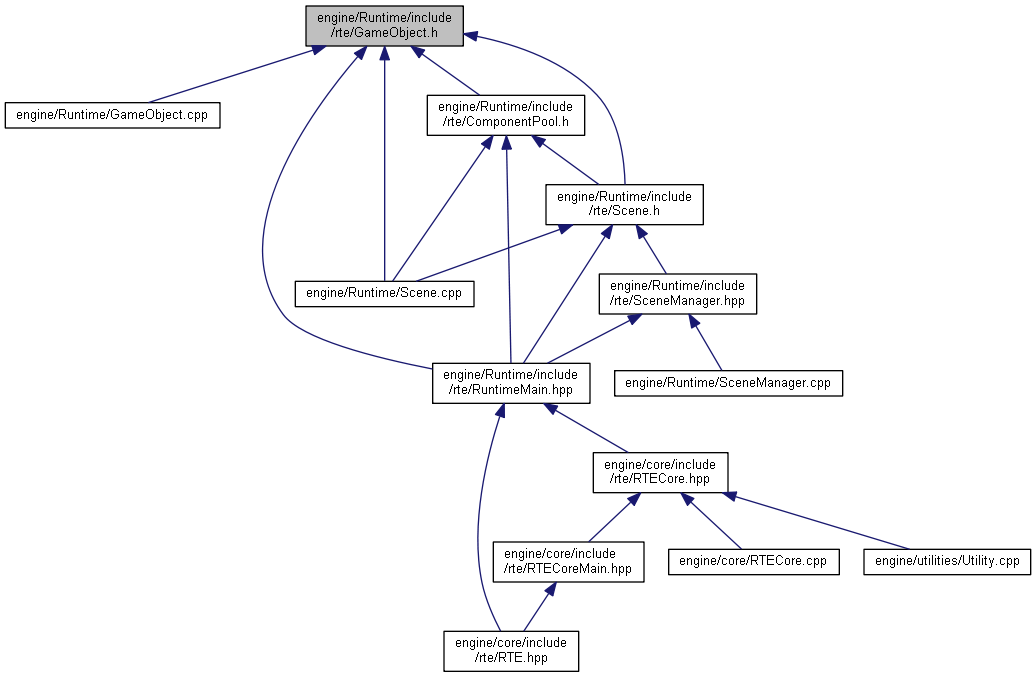 engine/Runtime/include
/rte/GameObject.h
engine/Runtime/GameObject.cpp
engine/Runtime/include
/rte/ComponentPool.h
engine/Runtime/include
/rte/Scene.h
engine/Runtime/Scene.cpp
engine/Runtime/include
/rte/SceneManager.hpp
engine/Runtime/include
/rte/RuntimeMain.hpp
engine/Runtime/SceneManager.cpp
engine/core/include
/rte/RTECore.hpp
engine/core/include
/rte/RTECoreMain.hpp
engine/core/RTECore.cpp
engine/utilities/Utility.cpp
engine/core/include
/rte/RTE.hpp